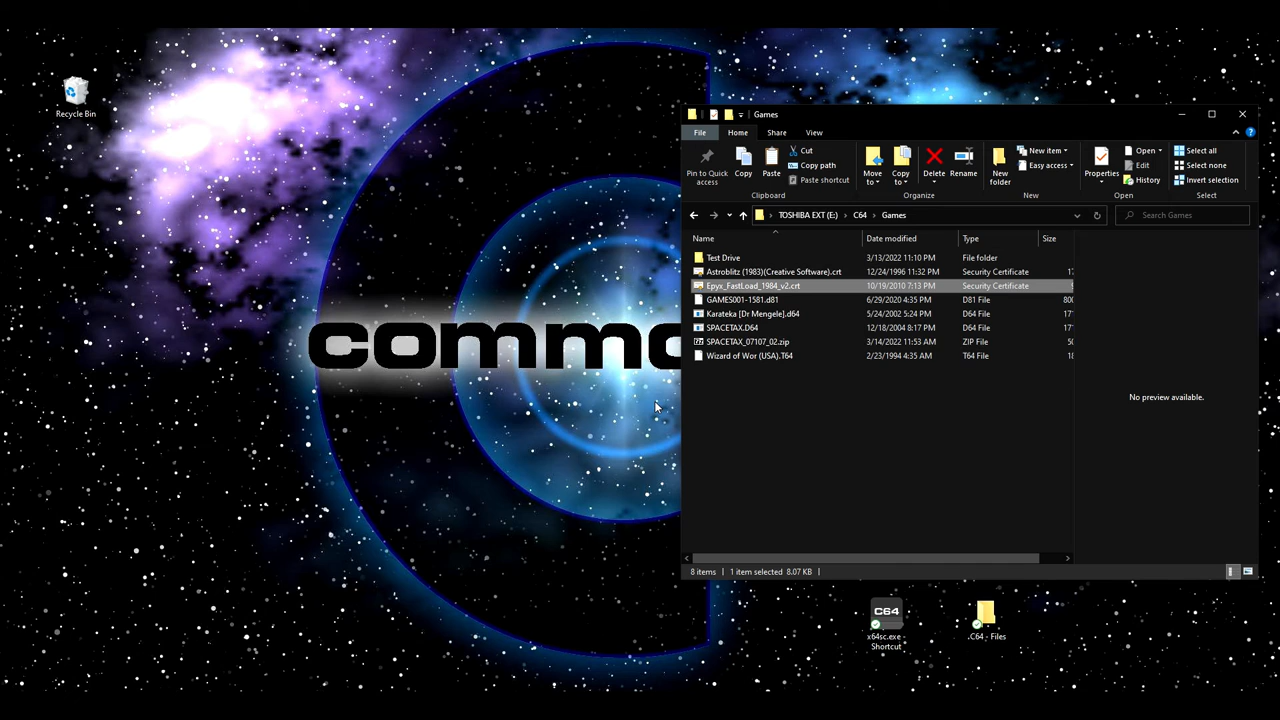 Recycle Bin
commo
Games
File
Home
Share
View
Pin to Quick access
Copy
Paste
Cut
Copy path
Paste shortcut
Clipboard
Move to
Copy to
Delete
Rename
Organize
New folder
New item
Easy access
New
Properties
Open
Edit
History
Open
Select all
Select none
Invert selection
Select
TOSHIBA EXT (E:) > C64 > Games
Search Games
Name Date modified Type Size
Test Drive 3/13/2022 11:10 PM File folder
Astroblitz (1983)(Creative Software).crt 12/24/1996 11:32 PM Security Certificate 17
Epyx_FastLoad_1984_v2.crt 10/19/2010 7:13 PM Security Certificate
GAMES001-1581.d81 6/29/2020 4:35 PM D81 File 800
Karateka [Dr Mengele].d64 5/24/2002 5:24 PM D64 File 171
SPACETAX.D64 12/18/2004 8:17 PM D64 File 171
SPACETAX_07107_02.zip 3/14/2022 11:53 AM ZIP File 50
Wizard of Wor (USA).T64 2/23/1994 4:35 AM T64 File 18
No preview available.
8 items 1 item selected 8.07 KB
C64
x64sc.exe - Shortcut
.C64 - Files